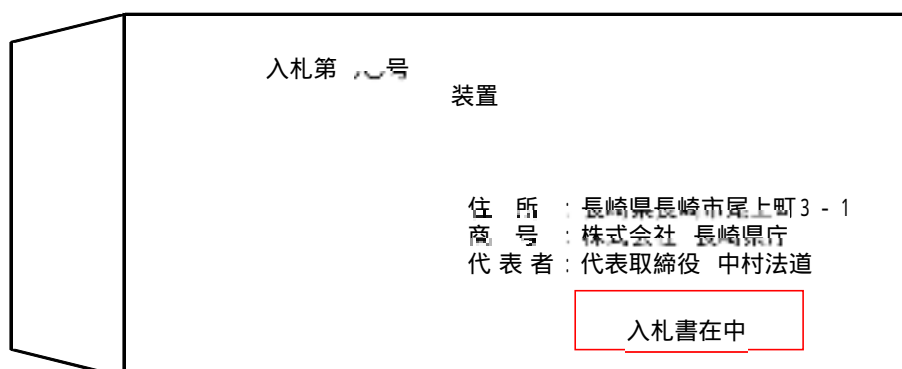 入札第 号
装置
住 所 : 長崎県長崎市尾上町3-1
商 号 : 株式会社 長崎県庁
代表者 : 代表取締役 中村法道
入札書在中